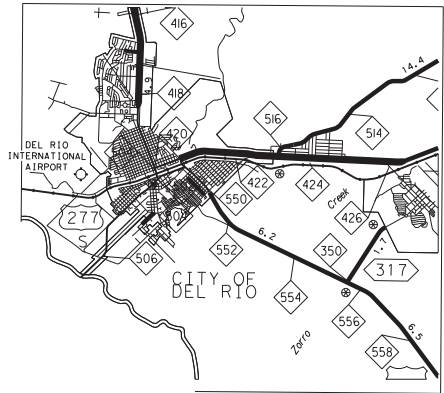 416
14.4
4.9
418
516
514
420
DEL RIO
INTERNATIONAL
AIRPORT
422
424
550
Creek
277
S
426
506
552
6.2
350
1.7
317
CITY OF
DEL RIO
554
556
Zorro
6.5
558